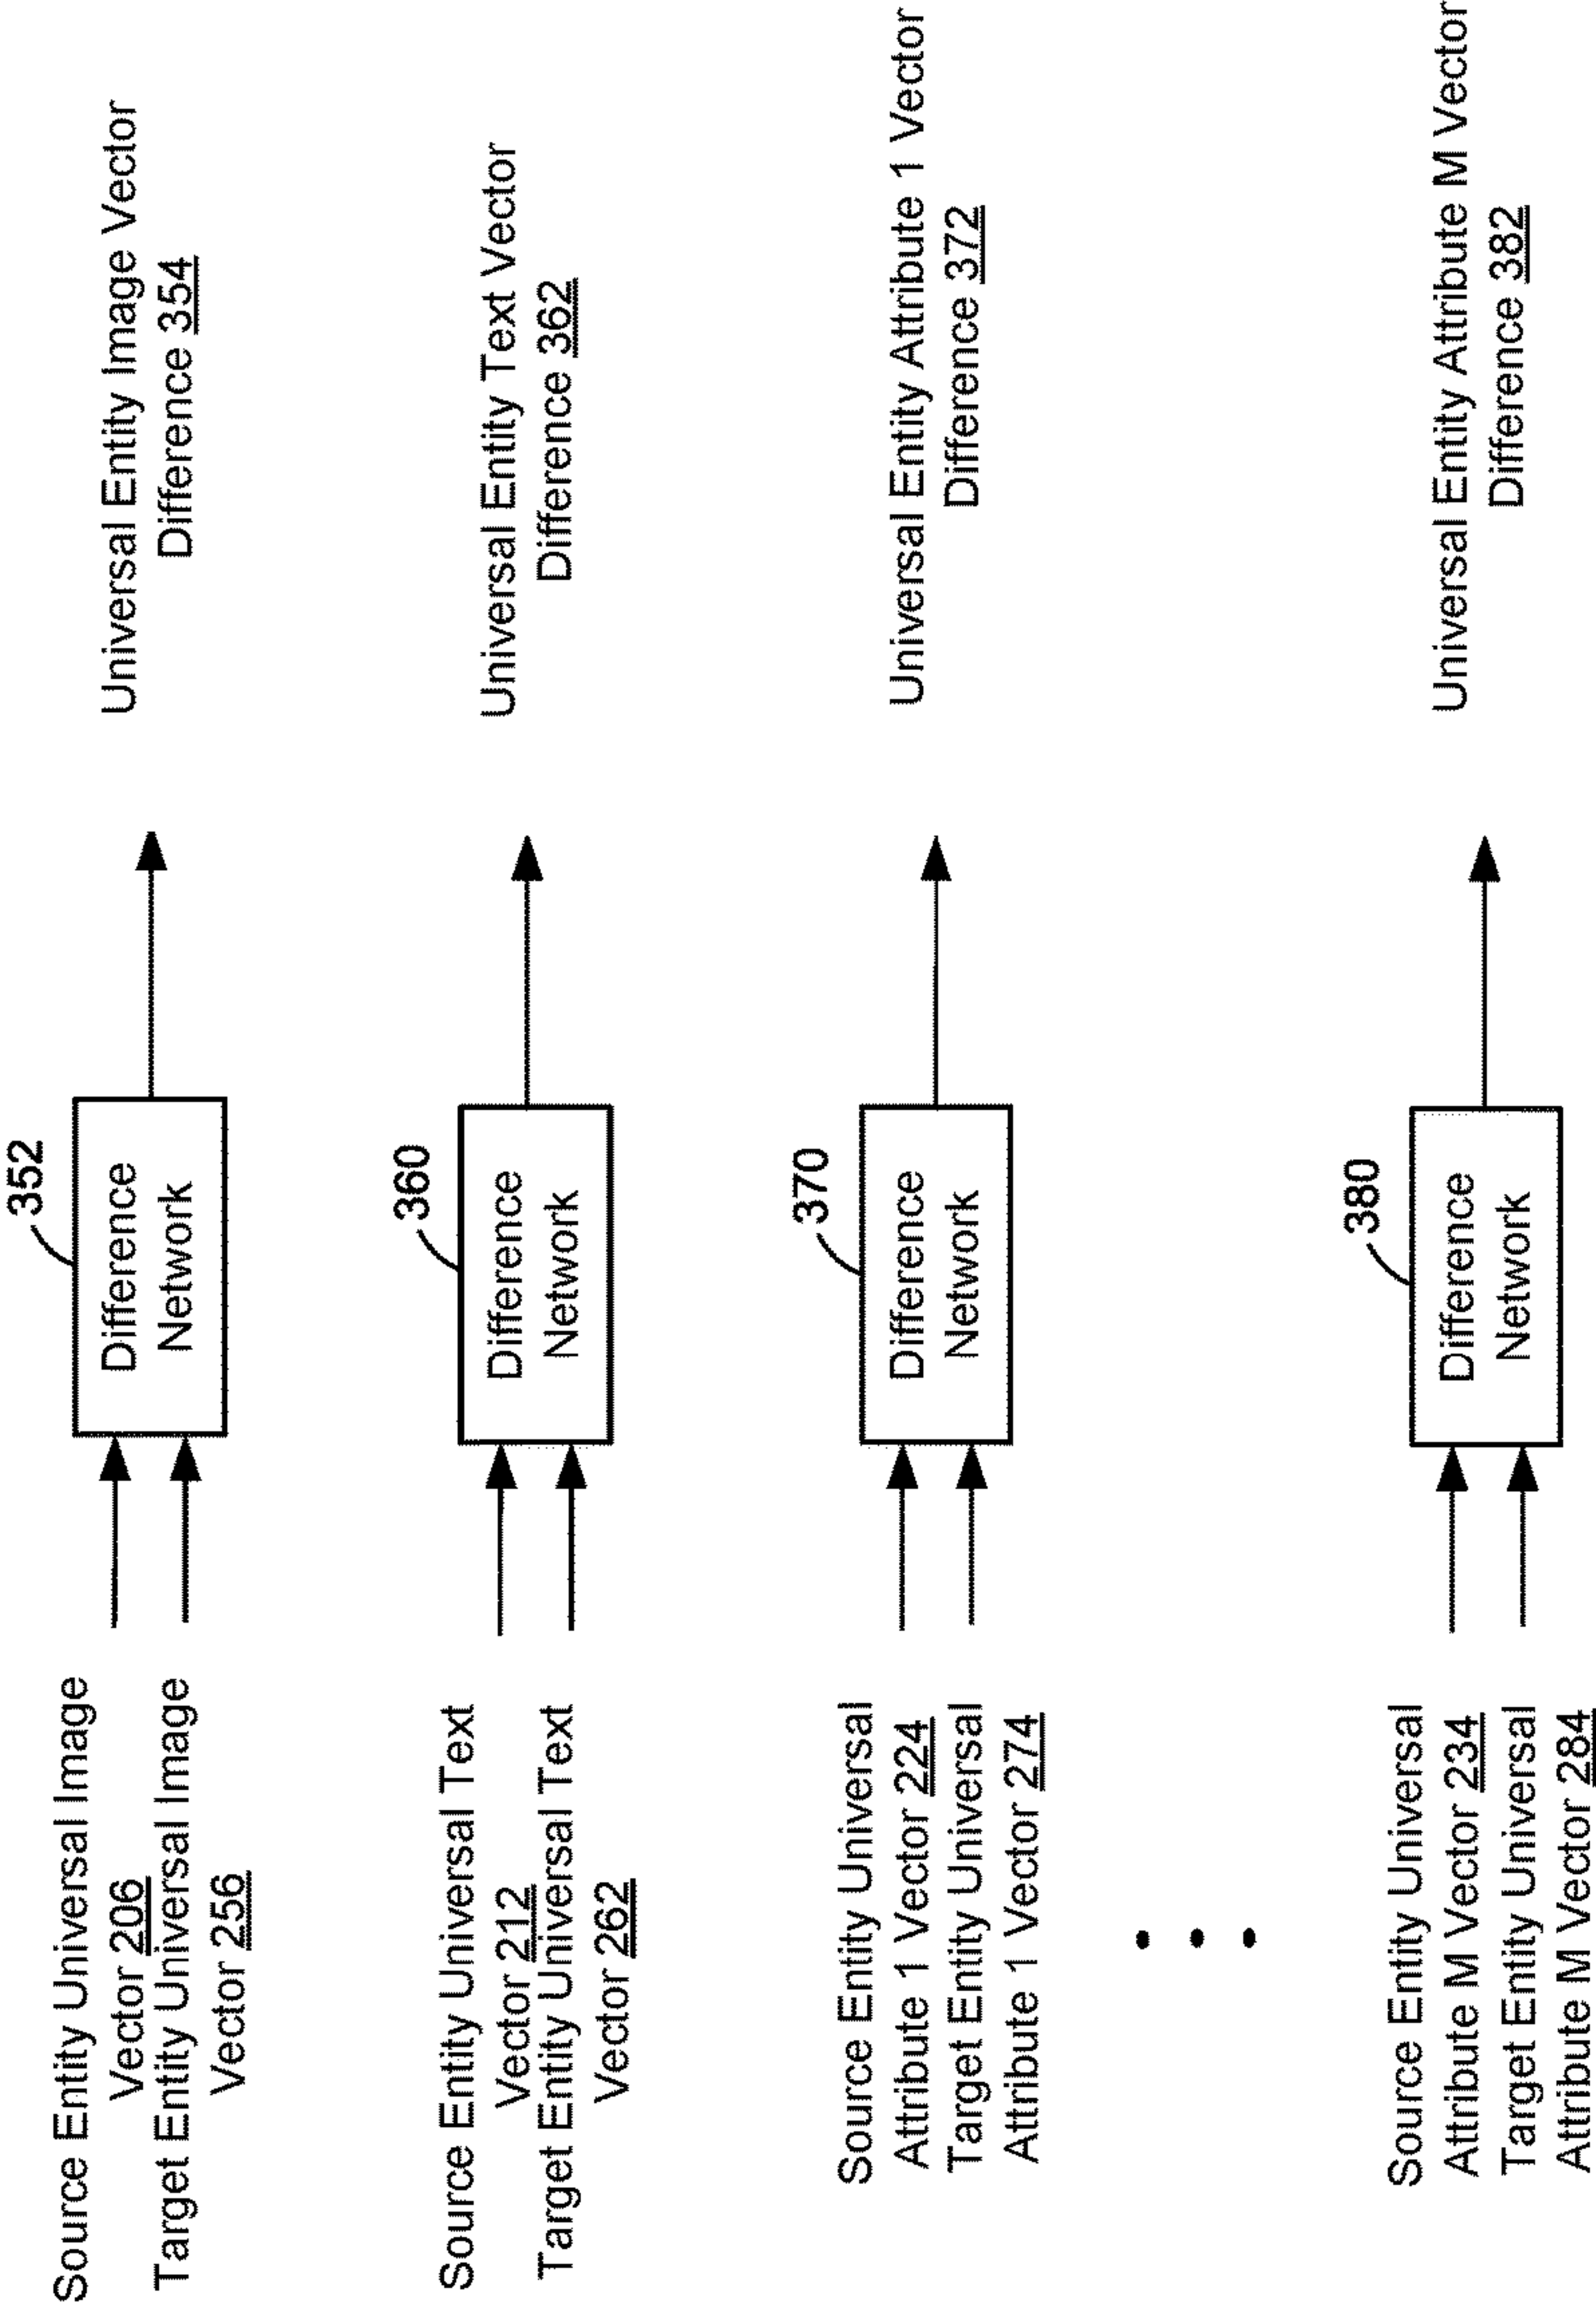 Source Entity Universal Image
Vector 206
Target Entity Universal Image
Vector 256
352
Difference
Network
Universal Entity Image Vector
Difference 354
Source Entity Universal Text
Vector 212
Target Entity Universal Text
Vector 262
360
Difference
Network
Universal Entity Text Vector
Difference 362
Source Entity Universal
Attribute 1 Vector 224
Target Entity Universal
Attribute 1 Vector 274
370
Difference
Network
Universal Entity Attribute 1 Vector
Difference 372
Source Entity Universal
Attribute M Vector 234
Target Entity Universal
Attribute M Vector 284
380
Difference
Network
Universal Entity Attribute M Vector
Difference 382